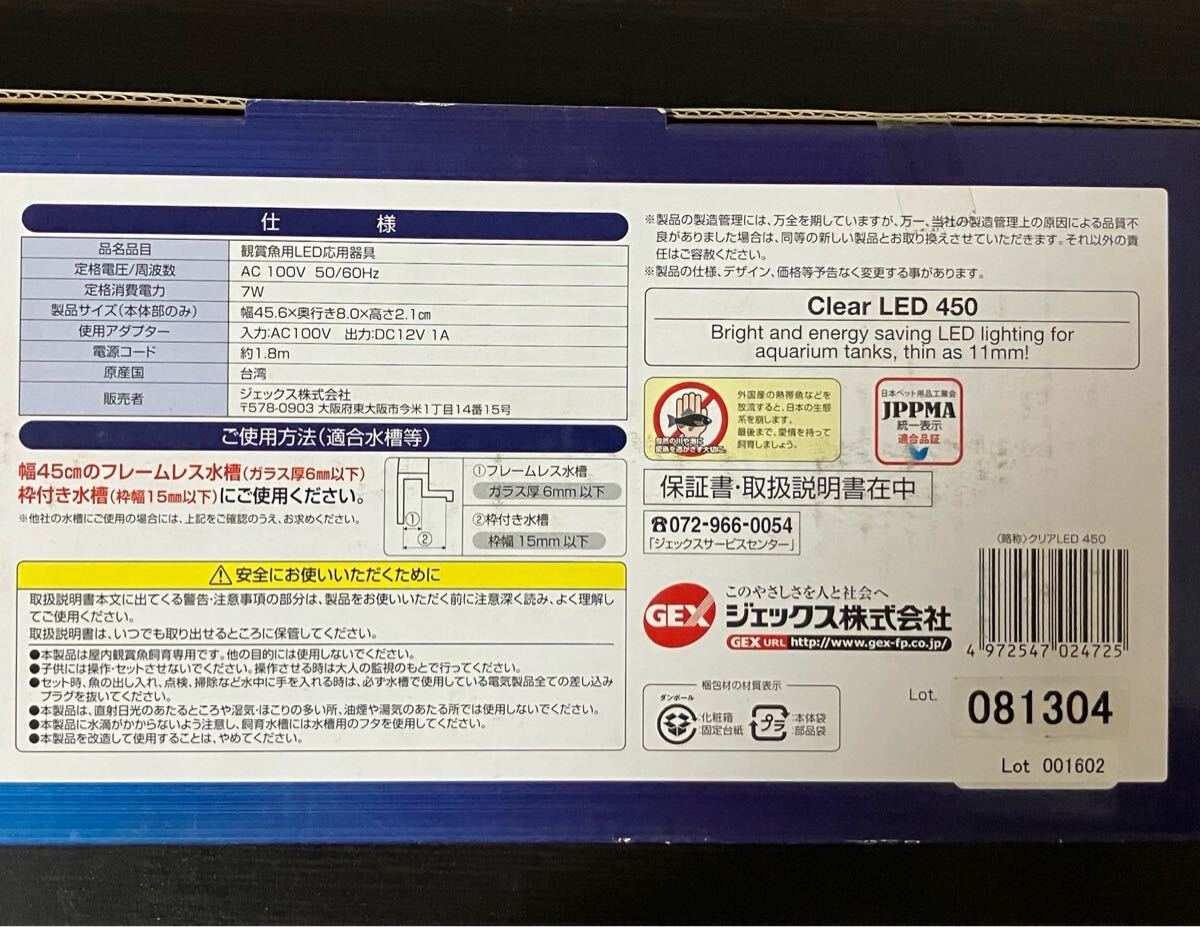 仕様
品名品目 観賞魚用LED応用器具
定格電圧/周波数 AC 100V 50/60Hz
定格消費電力 7W
製品サイズ(本体部のみ) 幅45.6×奥行き8.0×高さ2.1㎝
使用アダプター 入力:AC100V 出力:DC12V 1A
電源コード 約1.8m
原産国 台湾
販売者 ジェックス株式会社
〒578-0903 大阪府東大阪市今米1丁目14番15号
ご使用方法(適合水槽等)
幅45㎝のフレームレス水槽(ガラス厚6㎜以下)
枠付き水槽(枠幅15㎜以下)にご使用ください。
※他社の水槽にご使用の場合には、上記をご確認のうえ、お求めください。
①
②
①フレームレス水槽
ガラス厚6mm以下
②枠付き水槽
枠幅15mm以下
⚠安全にお使いいただくために
取扱説明書本文に出てくる警告・注意事項の部分は、製品をお使いいただく前に注意深く読み、よく理解し
てご使用ください。
取扱説明書は、いつでも取り出せるところに保管してください。
●本製品は屋内観賞魚飼育専用です。他の目的には使用しないでください。
●子供には操作・セットさせないでください。操作させる時は大人の監視のもとで行ってください。
●セット時、魚の出し入れ、点検、掃除など水中に手を入れる時は、必ず水槽で使用している電気製品全ての差し込み
プラグを抜いてください。
●本製品は、直射日光のあたるところや湿気・ほこりの多い所、油煙や湯気のあたる所では使用しないでください。
●本製品に水滴がかからないよう注意し、飼育水槽には水槽用のフタを使用してください。
●本製品を改造して使用することは、やめてください。
※製品の製造管理には、万全を期していますが、万一、当社の製造管理上の原因による品質不
良がありました場合は、同等の新しい製品とお取り換えさせていただきます。それ以外の責
任はご容赦ください。
※製品の仕様、デザイン、価格等予告なく変更する事があります。
Clear LED 450
Bright and energy saving LED lighting for
aquarium tanks, thin as 11mm!
自然の川や池に
愛魚を逃がさず大切に。
外国産の熱帯魚などを
放流すると、日本の生態
系を崩します。
最後まで、愛情を持って
飼育しましょう。
日本ペット用品工業会
JPPMA
統一表示
適合品証
保証書・取扱説明書在中
☎072-966-0054
「ジェックスサービスセンター」
GEX
このやさしさを人と社会へ
ジェックス株式会社
GEX URL http://www.gex-fp.co.jp/
梱包材の材質表示
ダンボール
:化粧箱
:固定台紙
プラ
:本体袋
:部品袋
〈略称〉クリアLED 450
4 972547 024725
Lot. 081304
Lot 001602